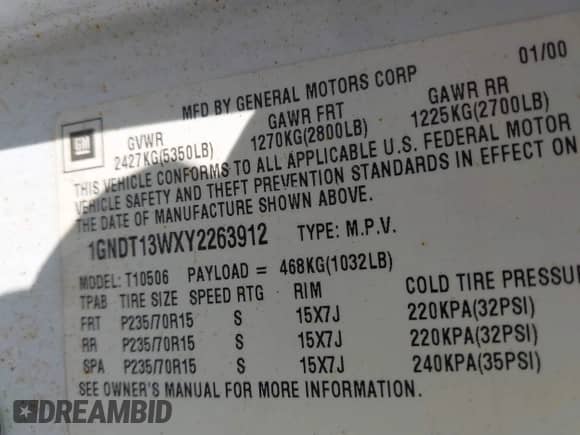 01/00
MFD BY GENERAL MOTORS CORP
GM GVWR GAWR FRT GAWR RR
2427KG(5350LB) 1270KG(2800LB) 1225KG(2700LB)
THIS VEHICLE CONFORMS TO ALL APPLICABLE U.S. FEDERAL MOTOR
VEHICLE SAFETY AND THEFT PREVENTION STANDARDS IN EFFECT ON
THE DATE OF MANUFACTURE SHOWN ABOVE.
1GNDT13WXY2263912 TYPE: M.P.V.
MODEL: T10506 PAYLOAD = 468KG(1032LB)
TPAB TIRE SIZE SPEED RTG RIM COLD TIRE PRESSU
FRT P235/70R15 S 15X7J 220KPA(32PSI)
RR P235/70R15 S 15X7J 220KPA(32PSI)
SPA P235/70R15 S 15X7J 240KPA(35PSI)
SEE OWNER'S MANUAL FOR MORE INFORMATION.
DREAMBID